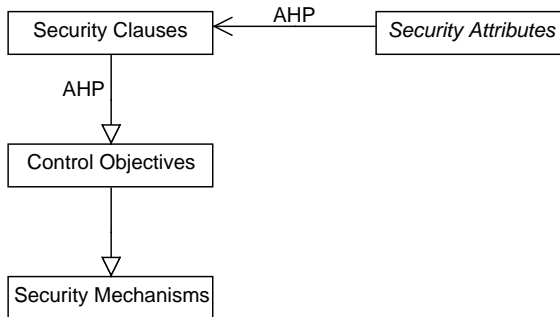 Security Clauses
AHP
Security Attributes
AHP
Control Objectives
Security Mechanisms